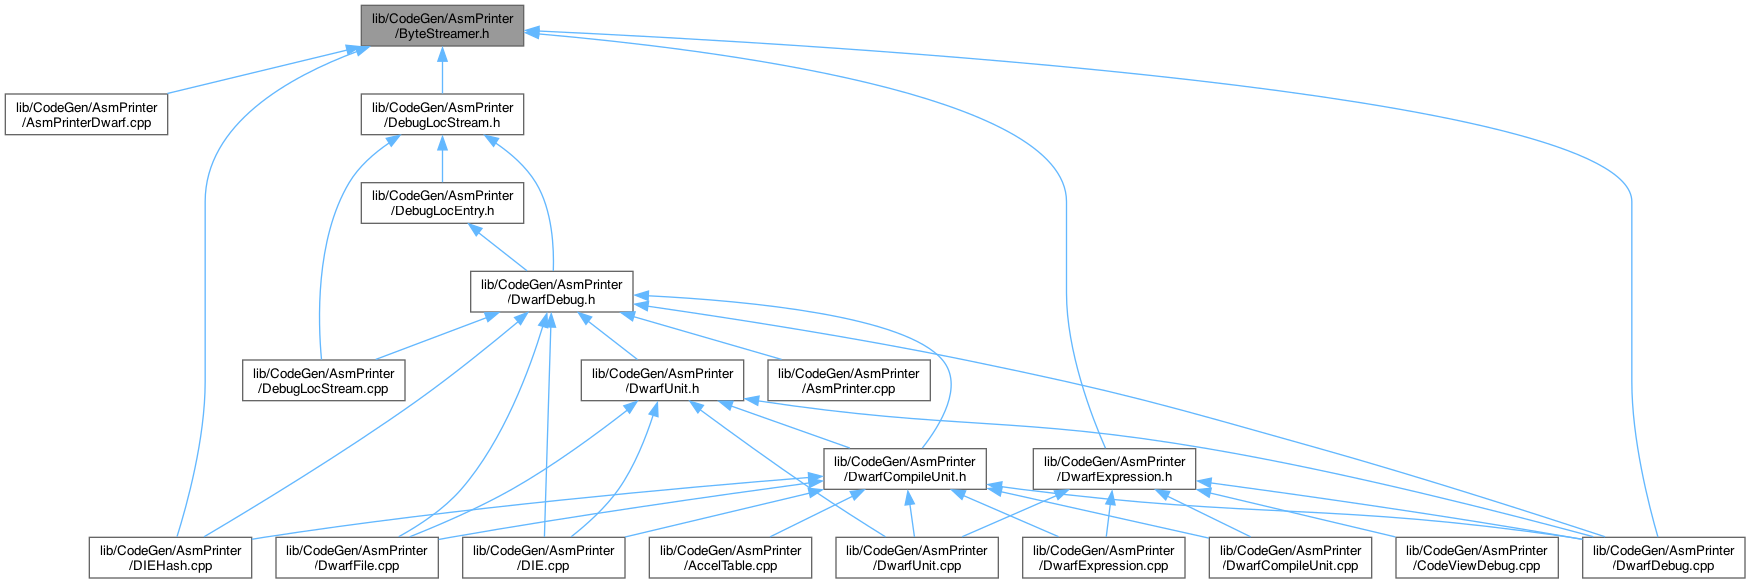 lib/CodeGen/AsmPrinter
/ByteStreamer.h
lib/CodeGen/AsmPrinter
/AsmPrinterDwarf.cpp
lib/CodeGen/AsmPrinter
/DebugLocStream.h
lib/CodeGen/AsmPrinter
/DebugLocEntry.h
lib/CodeGen/AsmPrinter
/DwarfDebug.h
lib/CodeGen/AsmPrinter
/DebugLocStream.cpp
lib/CodeGen/AsmPrinter
/DwarfUnit.h
lib/CodeGen/AsmPrinter
/AsmPrinter.cpp
lib/CodeGen/AsmPrinter
/DwarfCompileUnit.h
lib/CodeGen/AsmPrinter
/DwarfExpression.h
lib/CodeGen/AsmPrinter
/DIEHash.cpp
lib/CodeGen/AsmPrinter
/DwarfFile.cpp
lib/CodeGen/AsmPrinter
/DIE.cpp
lib/CodeGen/AsmPrinter
/AccelTable.cpp
lib/CodeGen/AsmPrinter
/DwarfUnit.cpp
lib/CodeGen/AsmPrinter
/DwarfExpression.cpp
lib/CodeGen/AsmPrinter
/DwarfCompileUnit.cpp
lib/CodeGen/AsmPrinter
/CodeViewDebug.cpp
lib/CodeGen/AsmPrinter
/DwarfDebug.cpp